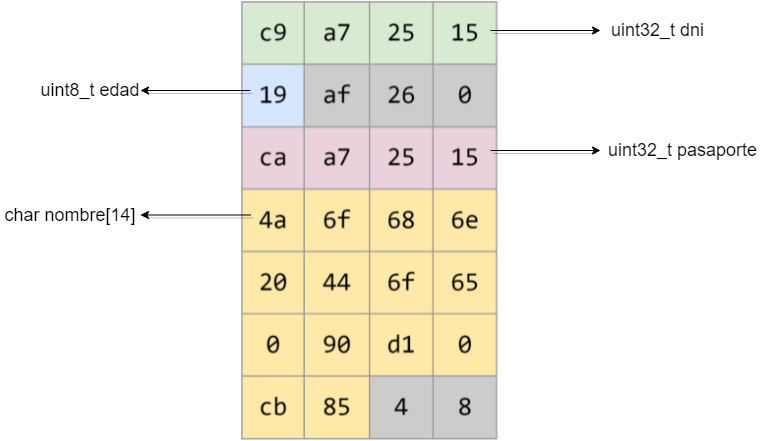 c9 a7 25 15 uint32_t dni
uint8_t edad 19 af 26 0
ca a7 25 15 uint32_t pasaporte
char nombre[14] 4a 6f 68 6e
20 44 6f 65
0 90 d1 0
cb 85 4 8